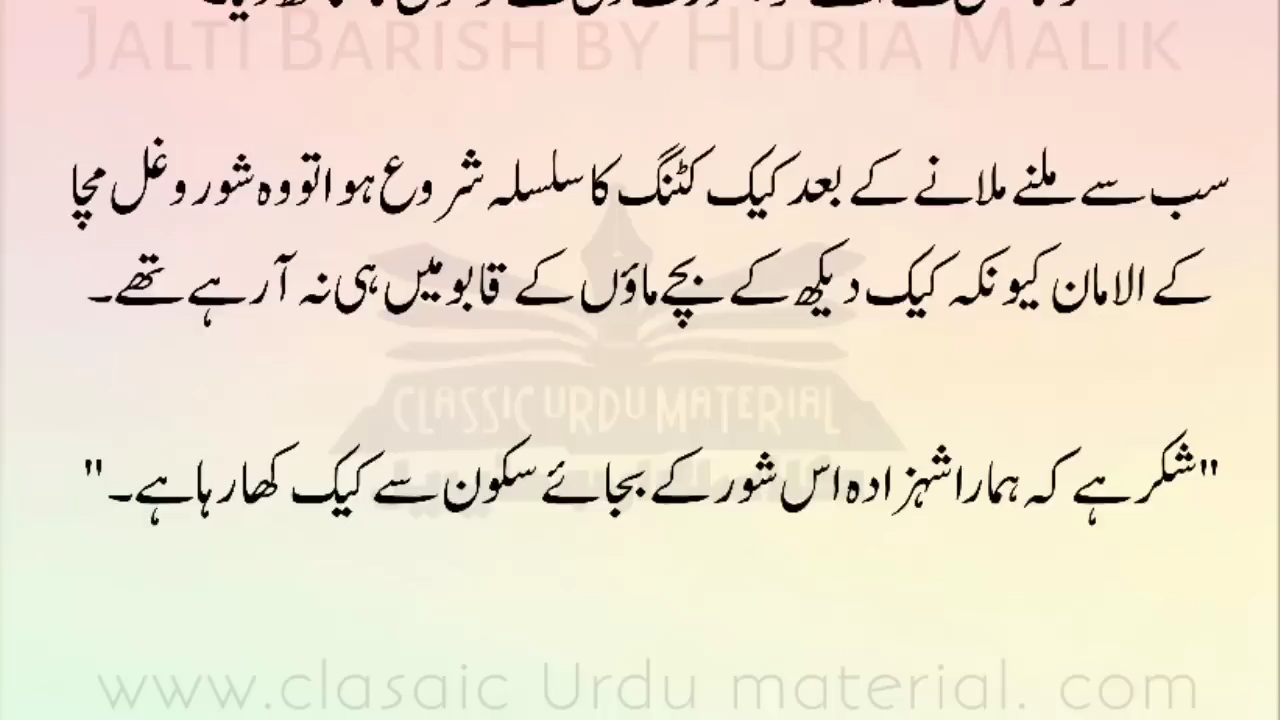 JALTI BARISH BY HURIA MALIK
سب سے ملنے ملانے کے بعد کیک کٹنگ کا سلسلہ شروع ہوا تو وہ شور و غل مچا
کے الامان کیونکہ کیک دیکھ کے بچے ماؤں کے قابو میں ہی نہ آرہے تھے۔
CLASSIC URDU MATERIAL
"شکر ہے کہ ہمارا شہزادہ اس شور کے بجائے سکون سے کیک کھا رہا ہے۔"
www.clasaic Urdu material. com